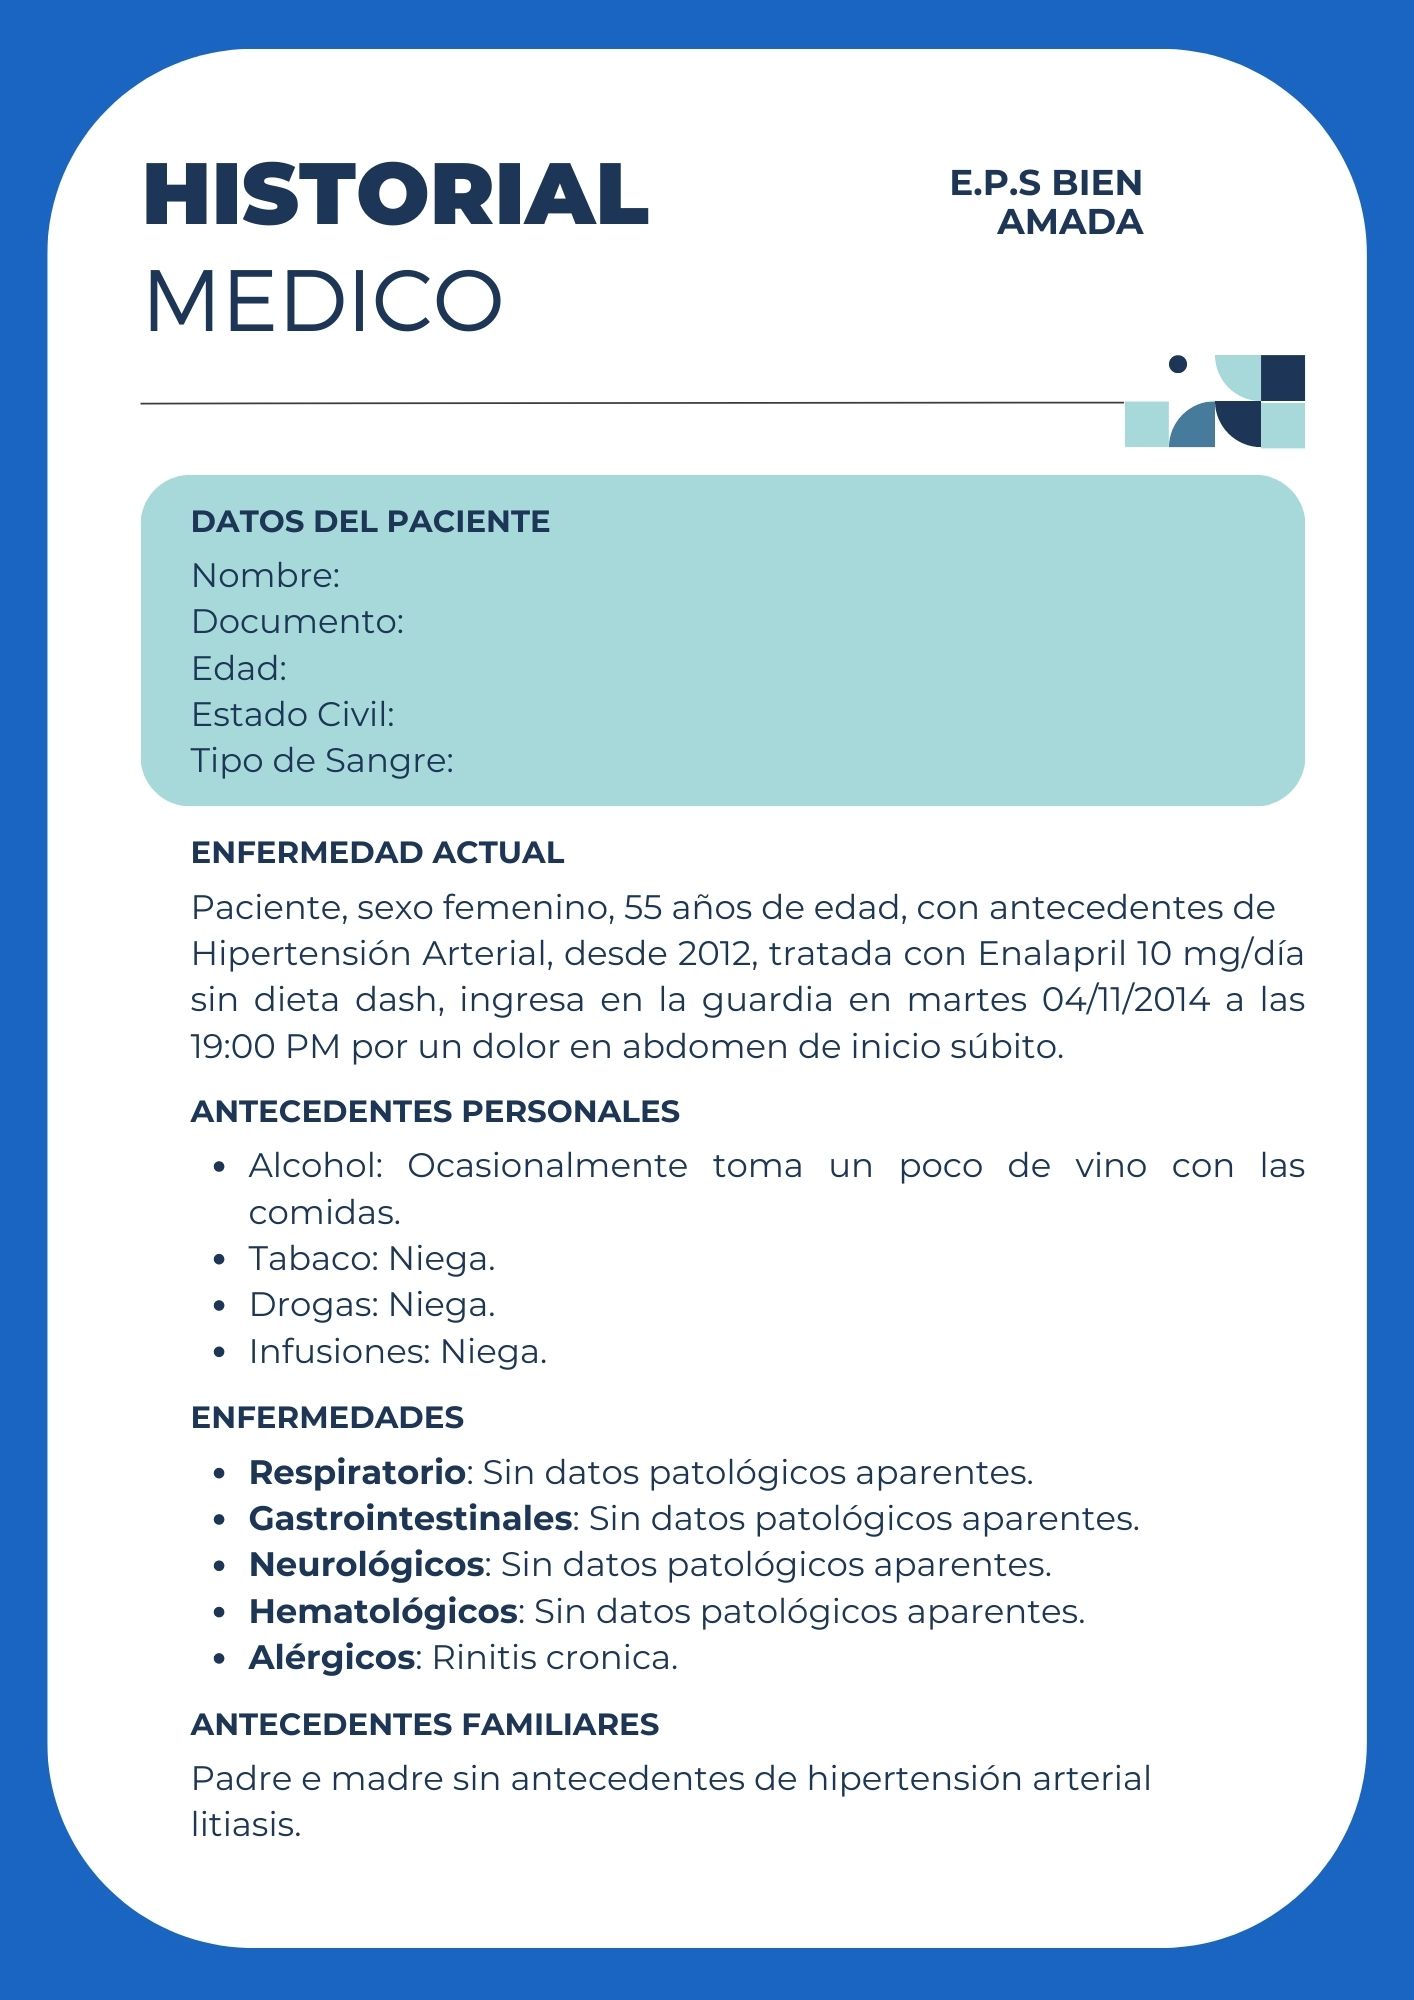 HISTORIAL
MEDICO
E.P.S BIEN
AMADA
DATOS DEL PACIENTE
Nombre:
Documento:
Edad:
Estado Civil:
Tipo de Sangre:
ENFERMEDAD ACTUAL
Paciente, sexo femenino, 55 años de edad, con antecedentes de
Hipertensión Arterial, desde 2012, tratada con Enalapril 10 mg/día
sin dieta dash, ingresa en la guardia en martes 04/11/2014 a las
19:00 PM por un dolor en abdomen de inicio súbito.
ANTECEDENTES PERSONALES
• Alcohol: Ocasionalmente toma un poco de vino con las
comidas.
• Tabaco: Niega.
• Drogas: Niega.
• Infusiones: Niega.
ENFERMEDADES
• Respiratorio: Sin datos patológicos aparentes.
• Gastrointestinales: Sin datos patológicos aparentes.
• Neurológicos: Sin datos patológicos aparentes.
• Hematológicos: Sin datos patológicos aparentes.
• Alérgicos: Rinitis cronica.
ANTECEDENTES FAMILIARES
Padre e madre sin antecedentes de hipertensión arterial
litiasis.